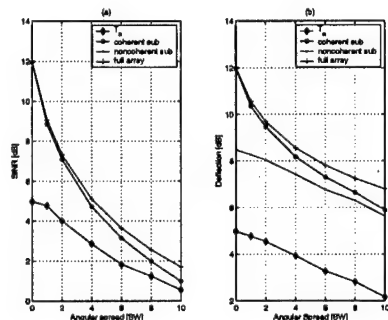 (a)
14
12
10
8
6
4
2
0
SINR [dB]
0 2 4 6 8 10
Angular spread [BW]
coherent sub
noncoherent sub
full array
(b)
14
12
10
8
6
4
2
Deflection [dB]
0 2 4 6 8 10
Angular Spread [BW]
coherent sub
noncoherent sub
full array